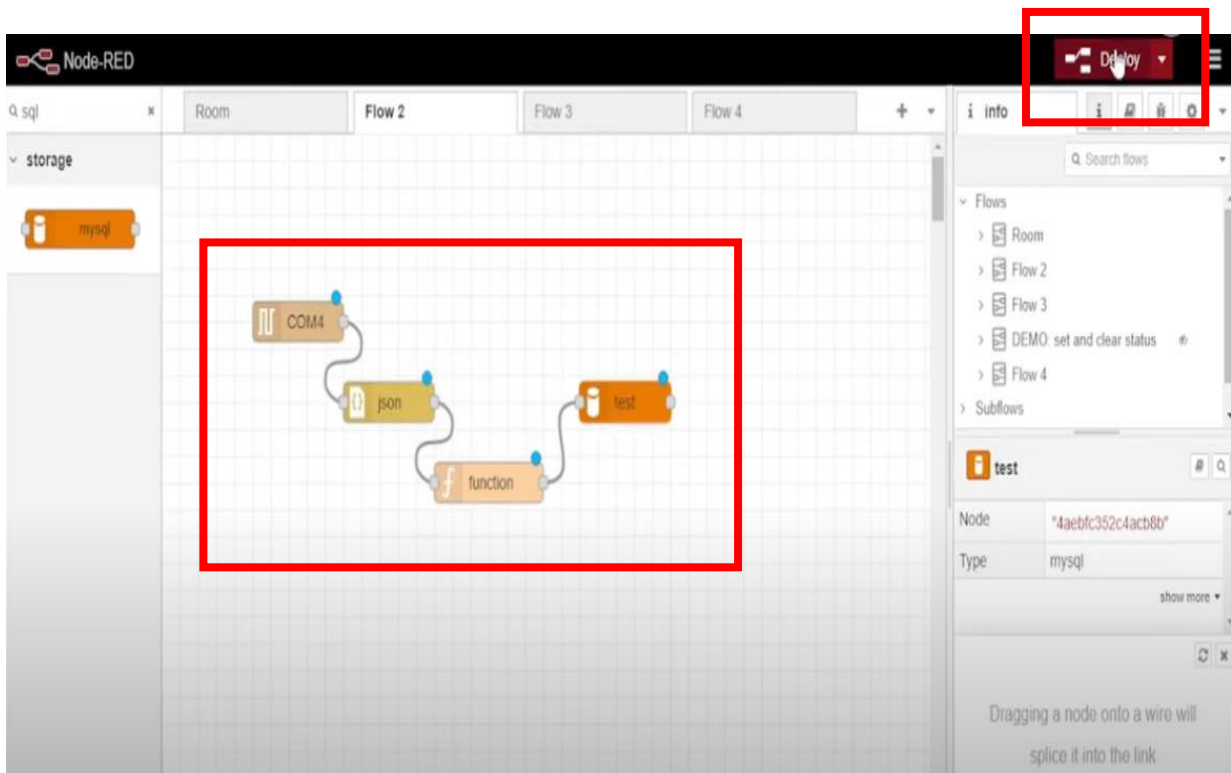 Node-RED
Deploy
sql
Room
Flow 2
Flow 3
Flow 4
i info
storage
Search flows
mysql
Flows
Room
Flow 2
Flow 3
DEMO: set and clear status
Flow 4
Subflows
COM4
json
test
function
test
Node
"4aebfc352c4acb8b"
Type
mysql
show more
Dragging a node onto a wire will
splice it into the link